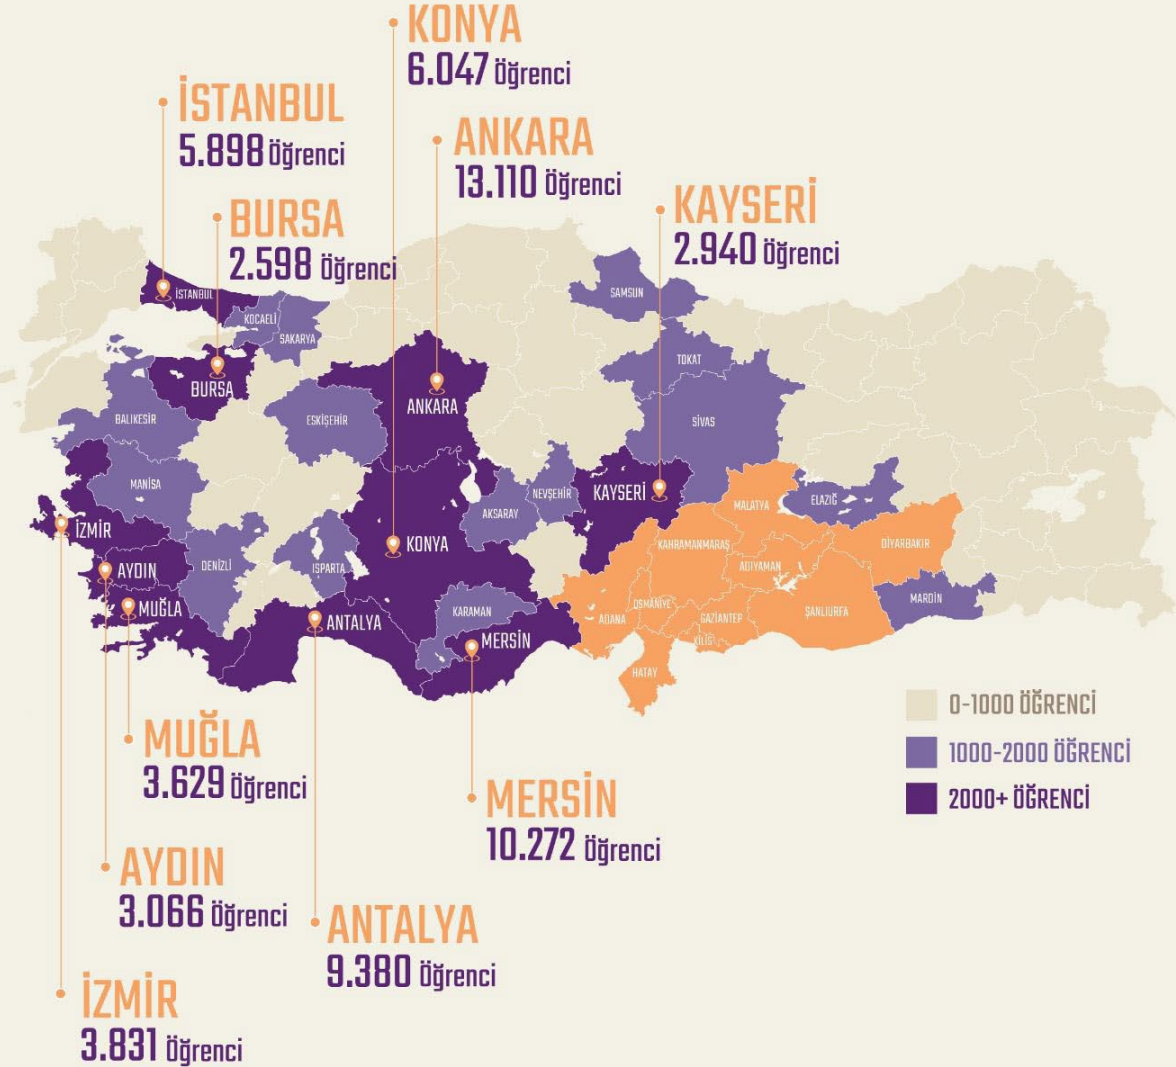 KONYA
6.047 Öğrenci
İSTANBUL
5.898 Öğrenci
ANKARA
13.110 Öğrenci
KAYSERİ
2.940 Öğrenci
BURSA
2.598 Öğrenci
İSTANBUL
KOCAELİ
SAKARYA
SAMSUN
TOKAT
BURSA
ANKARA
BALIKESİR
ESKİŞEHİR
SİVAS
MANİSA
NEVŞEHİR
KAYSERİ
AKSARAY
MALATYA
ELAZIĞ
İZMİR
KONYA
KAHRAMANMARAŞ
DİYARBAKIR
AYDIN
DENİZLİ
ISPARTA
ADIYAMAN
MUĞLA
ANTALYA
KARAMAN
MERSİN
ADANA
OSMANİYE
GAZİANTEP
ŞANLIURFA
MARDİN
KİLİS
HATAY
0-1000 ÖĞRENCİ
1000-2000 ÖĞRENCİ
2000+ ÖĞRENCİ
MUĞLA
3.629 Öğrenci
MERSİN
10.272 Öğrenci
AYDIN
3.066 Öğrenci
ANTALYA
9.380 Öğrenci
İZMİR
3.831 Öğrenci